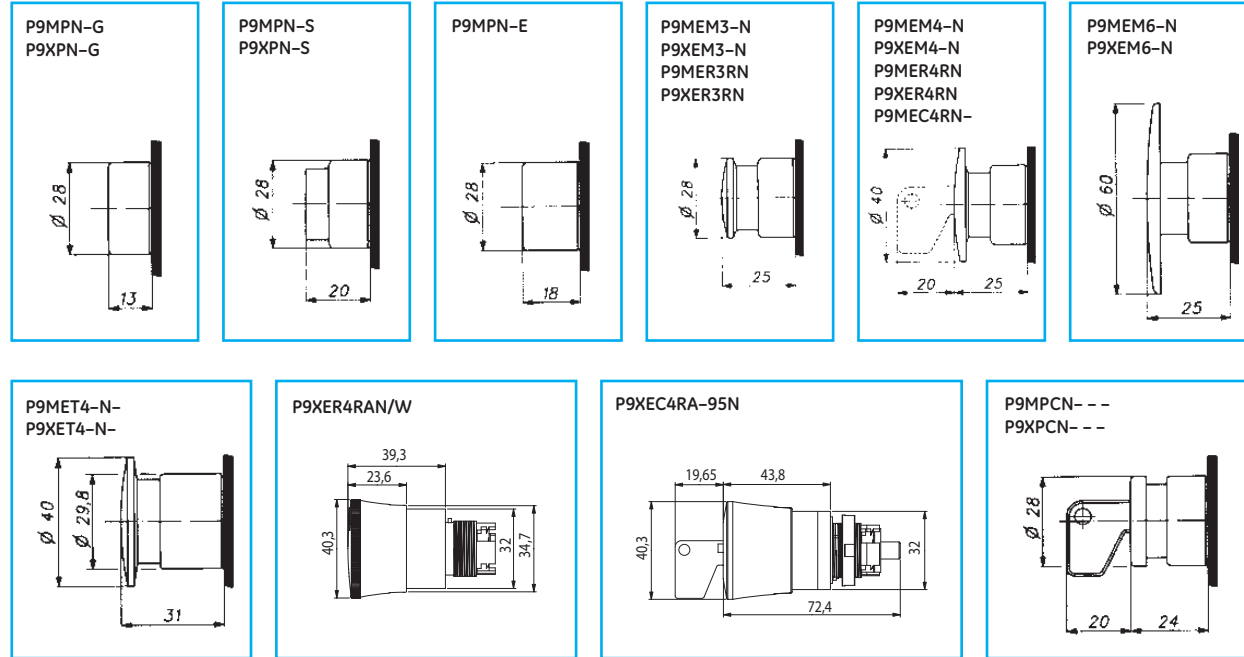 P9MPN–G
P9XPN–G
Ø 28
13
P9MPN–S
P9XPN–S
Ø 28
20
P9MPN–E
Ø 28
18
P9MEM3–N
P9XEM3–N
P9MER3RN
P9XER3RN
Ø 28
25
P9MEM4–N
P9XEM4–N
P9MER4RN
P9XER4RN
P9MEC4RN–
Ø 40
20
25
P9MEM6–N
P9XEM6–N
Ø 60
25
P9MET4–N–
P9XET4–N–
Ø 40
Ø 29,8
31
P9XER4RAN/W
39,3
23,6
40,3
32
34,7
P9XEC4RA–95N
19,65
43,8
40,3
32
72,4
P9MPCN– – –
P9XPCN– – –
Ø 28
20
24